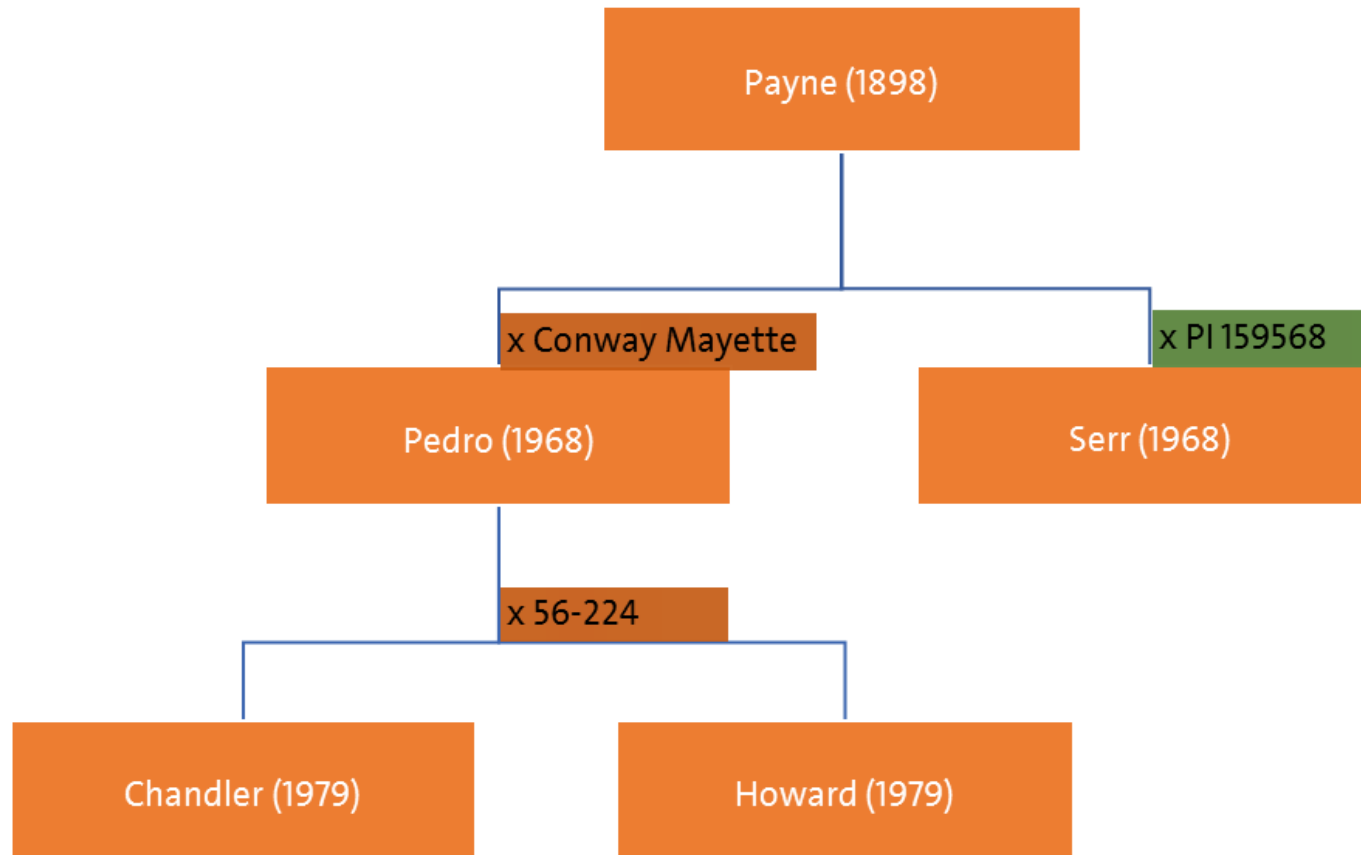 Payne (1898)
x Conway Mayette
x PI 159568
Pedro (1968)
Serr (1968)
x 56-224
Chandler (1979)
Howard (1979)